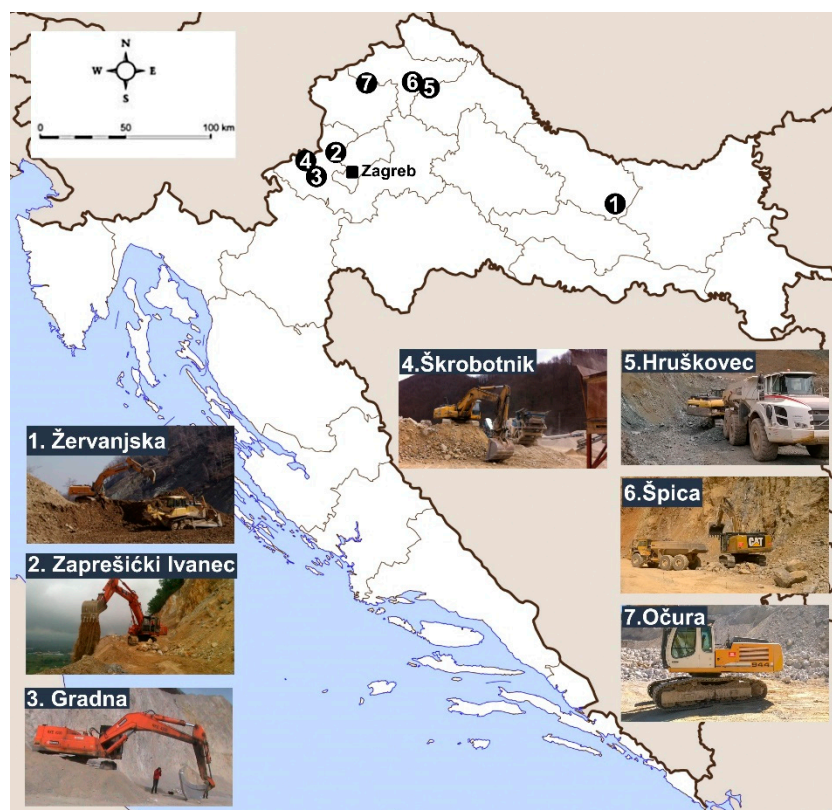 N
W E
S
0 50 100 km
7
6
5
2
4
3
Zagreb
1
4.Škrobotnik
5.Hruškovec
1. Žervanjska
6.Špica
CAT
2. Zaprešićki Ivanec
7.Očura
944
3. Gradna